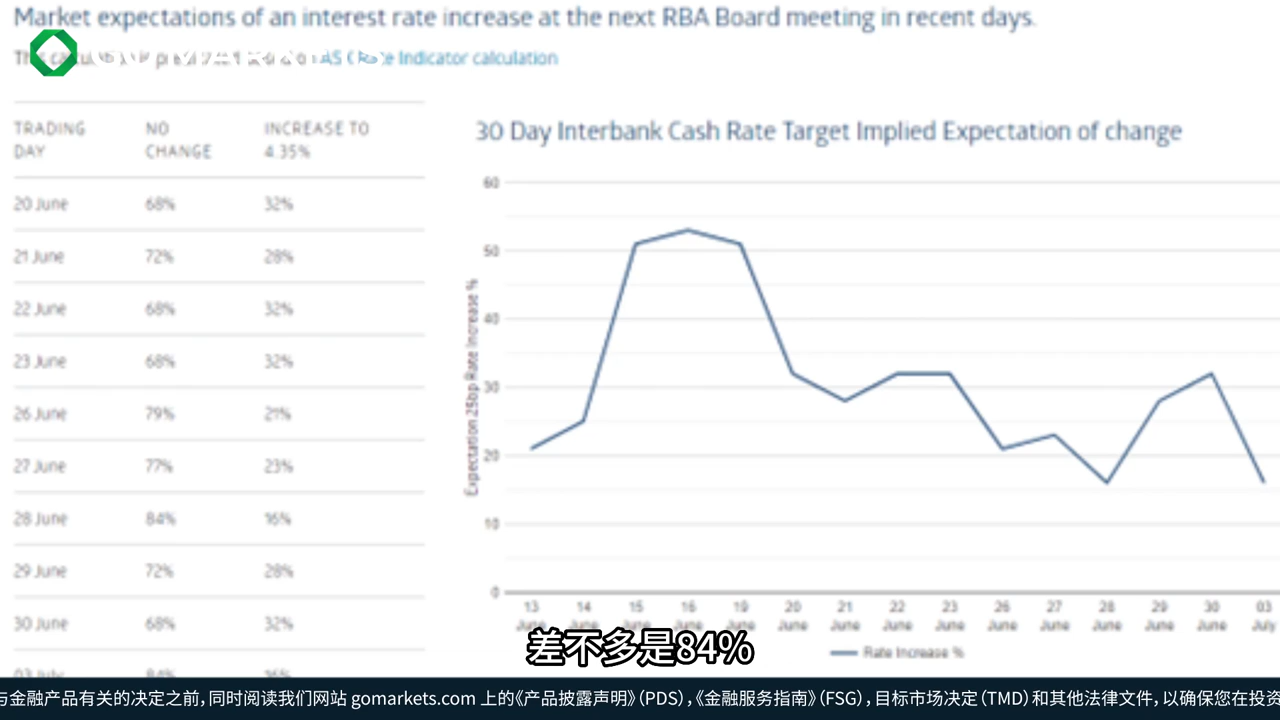 Market expectations of an interest rate increase at the next RBA Board meeting in recent days.
Indicator calculation
TRADING DAY
NO CHANGE
INCREASE TO 4.35%
20 June 68% 32%
21 June 72% 28%
22 June 68% 32%
23 June 68% 32%
26 June 79% 21%
27 June 77% 23%
28 June 84% 16%
29 June 72% 28%
30 June 68% 32%
03 July 84% 16%
30 Day Interbank Cash Rate Target Implied Expectation of change
Expectation 25bp Rate Increase %
60
50
40
30
20
10
0
13 June
14 June
15 June
16 June
19 June
20 June
21 June
22 June
23 June
26 June
27 June
28 June
29 June
30 June
03 July
Rate Increase %
差不多是84%
与金融产品有关的决定之前，同时阅读我们网站 gomarkets.com 上的《产品披露声明》（PDS），《金融服务指南》（FSG），目标市场决定（TMD）和其他法律文件，以确保您在投资